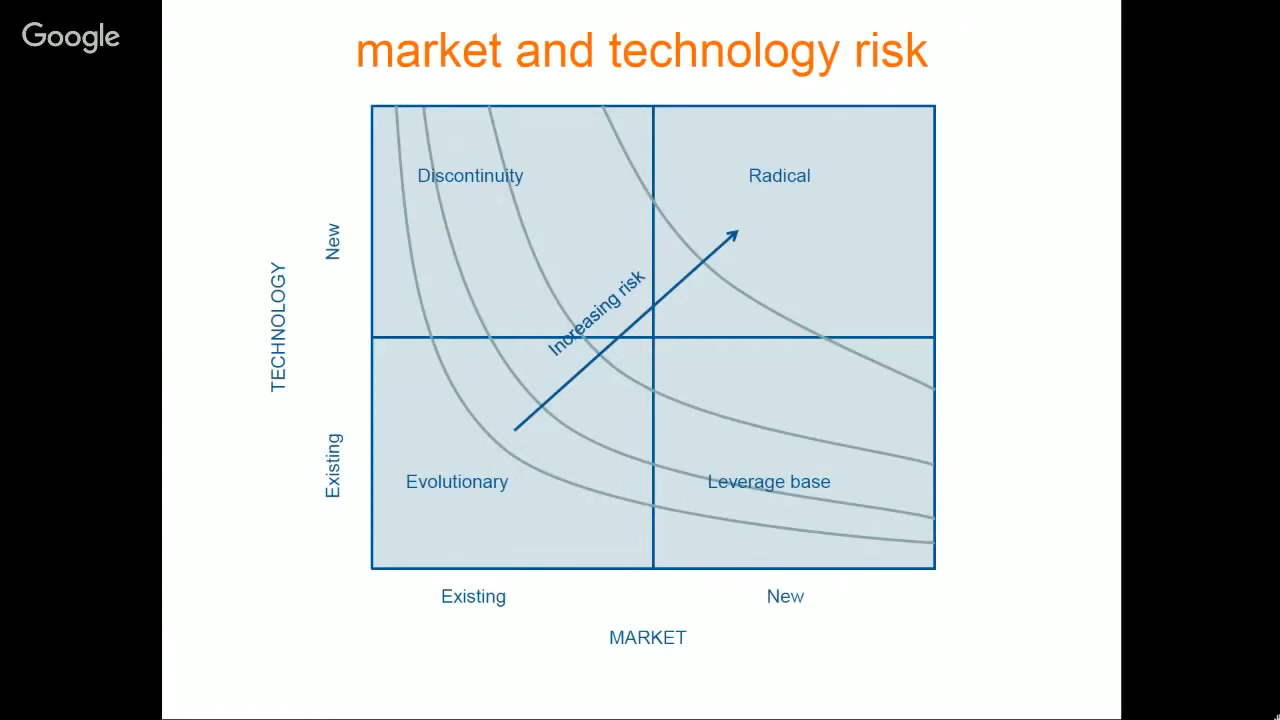 Google
market and technology risk
Discontinuity
Radical
New
TECHNOLOGY
Increasing risk
Existing
Evolutionary
Leverage base
Existing
New
MARKET